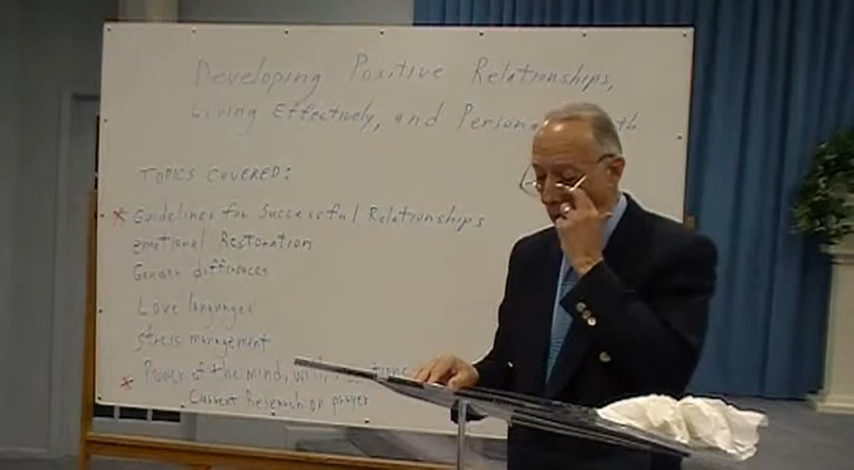 Developing Positive Relationships,
Living Effectively, and
TOPICS COVERED:
* Guidelines for Successful Relationships
emotional Restoration
Gender differences
Love languages
stress management
* Power of the mind, will,
Current Research on prayer